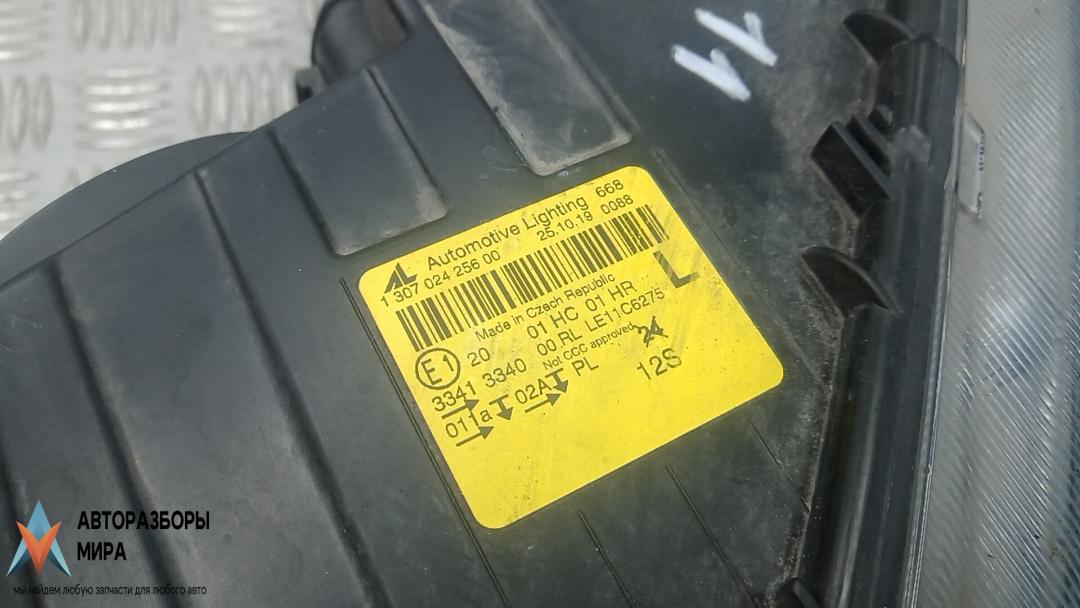 AL Automotive Lighting 668
1 307 024 256 00 25.10.19 0088
Made in Czech Republic
L
E1 20 01 HC 01 HR
3341 3340 00 RL LE11C6275
Not CCC approved 24
011a 02A PL 12S
АВТОРАЗБОРЫ
МИРА
мы найдем любую запчасти для любого авто